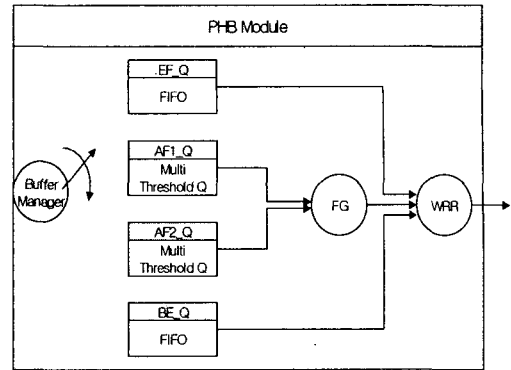 PHB Module
EF_Q
FIFO
AF1_Q
Multi
Threshold Q
Buffer
Manager
FG
WRR
AF2_Q
Multi
Threshold Q
BE_Q
FIFO